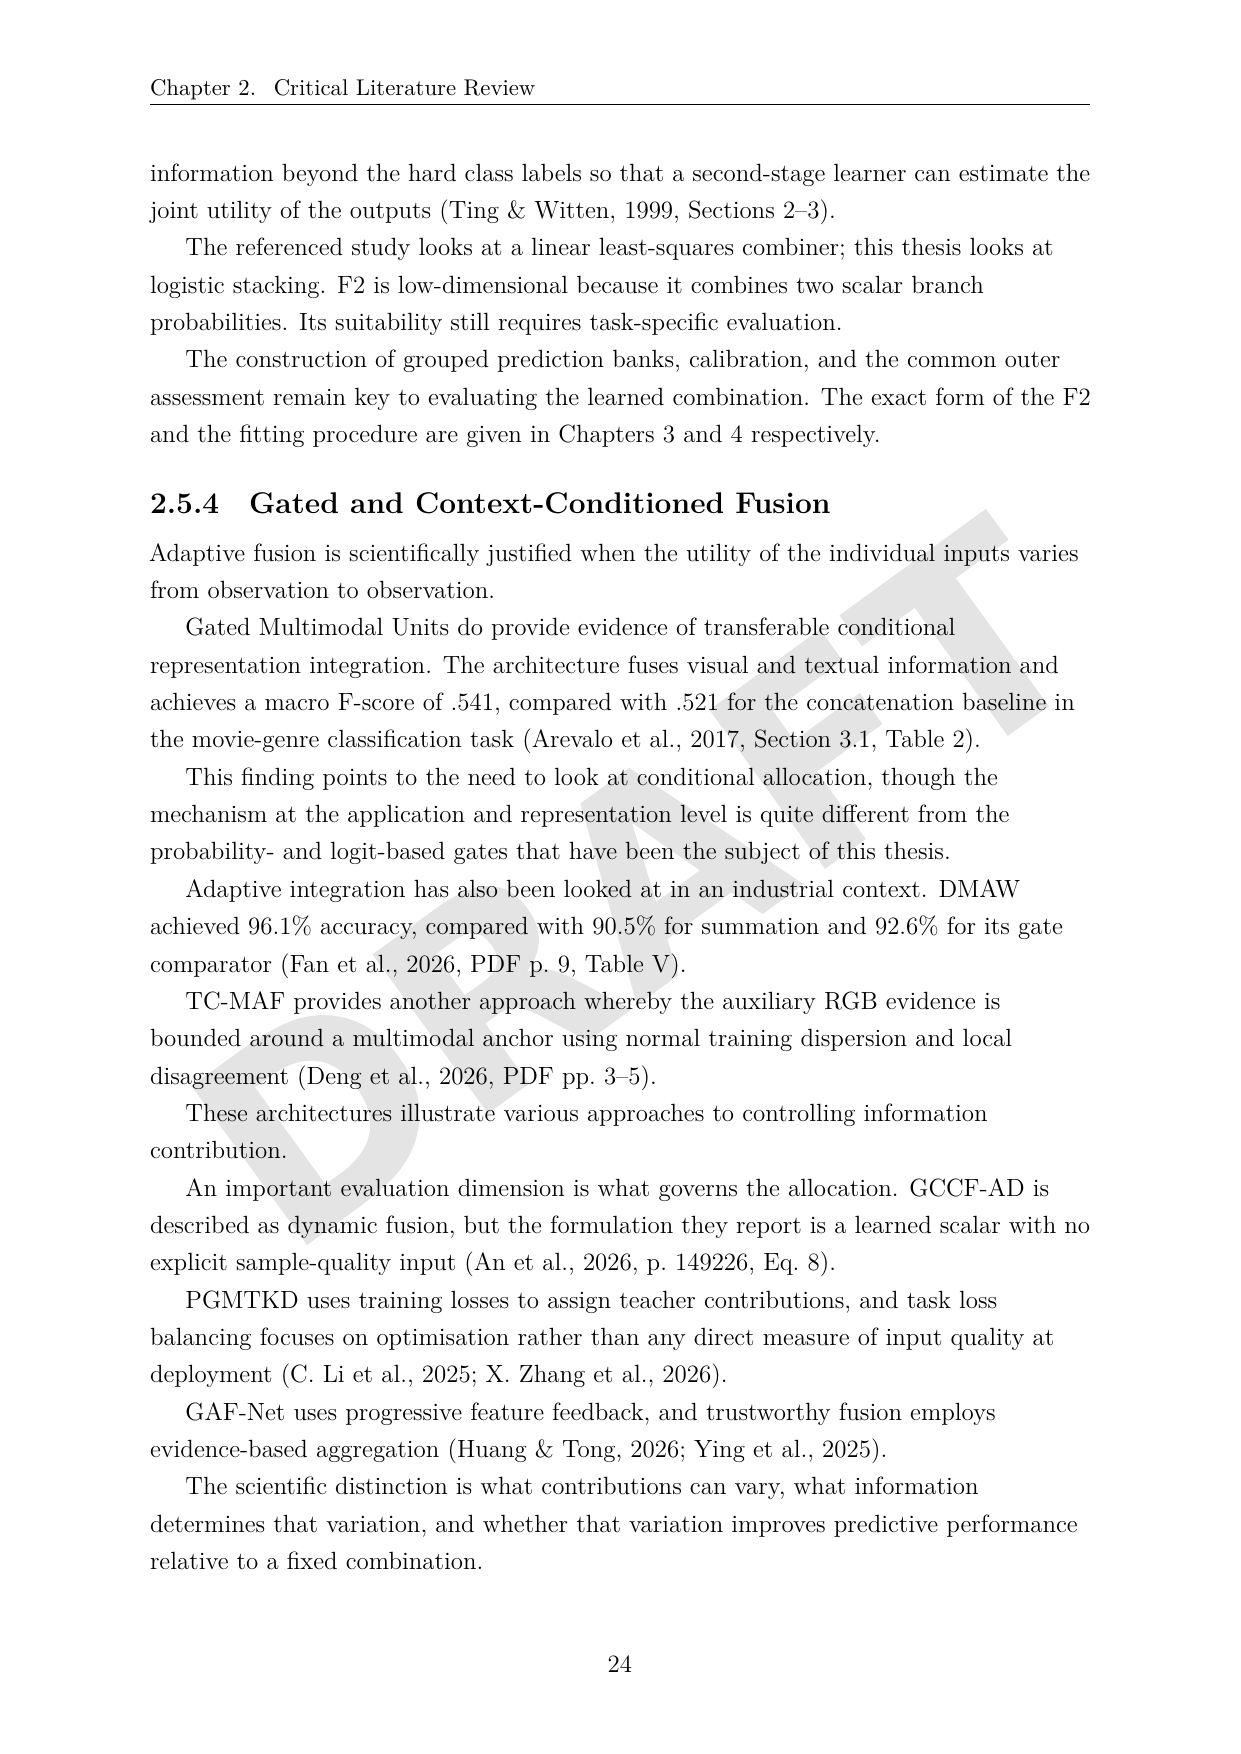 Chapter 2. Critical Literature Review
information beyond the hard class labels so that a second-stage learner can estimate the
joint utility of the outputs (Ting & Witten, 1999, Sections 2–3).
The referenced study looks at a linear least-squares combiner; this thesis looks at
logistic stacking. F2 is low-dimensional because it combines two scalar branch
probabilities. Its suitability still requires task-specific evaluation.
The construction of grouped prediction banks, calibration, and the common outer
assessment remain key to evaluating the learned combination. The exact form of the F2
and the fitting procedure are given in Chapters 3 and 4 respectively.
2.5.4 Gated and Context-Conditioned Fusion
Adaptive fusion is scientifically justified when the utility of the individual inputs varies
from observation to observation.
Gated Multimodal Units do provide evidence of transferable conditional
representation integration. The architecture fuses visual and textual information and
achieves a macro F-score of .541, compared with .521 for the concatenation baseline in
the movie-genre classification task (Arevalo et al., 2017, Section 3.1, Table 2).
This finding points to the need to look at conditional allocation, though the
mechanism at the application and representation level is quite different from the
probability- and logit-based gates that have been the subject of this thesis.
Adaptive integration has also been looked at in an industrial context. DMAW
achieved 96.1% accuracy, compared with 90.5% for summation and 92.6% for its gate
comparator (Fan et al., 2026, PDF p. 9, Table V).
TC-MAF provides another approach whereby the auxiliary RGB evidence is
bounded around a multimodal anchor using normal training dispersion and local
disagreement (Deng et al., 2026, PDF pp. 3–5).
These architectures illustrate various approaches to controlling information
contribution.
An important evaluation dimension is what governs the allocation. GCCF-AD is
described as dynamic fusion, but the formulation they report is a learned scalar with no
explicit sample-quality input (An et al., 2026, p. 149226, Eq. 8).
PGMTKD uses training losses to assign teacher contributions, and task loss
balancing focuses on optimisation rather than any direct measure of input quality at
deployment (C. Li et al., 2025; X. Zhang et al., 2026).
GAF-Net uses progressive feature feedback, and trustworthy fusion employs
evidence-based aggregation (Huang & Tong, 2026; Ying et al., 2025).
The scientific distinction is what contributions can vary, what information
determines that variation, and whether that variation improves predictive performance
relative to a fixed combination.
24
DRAFT